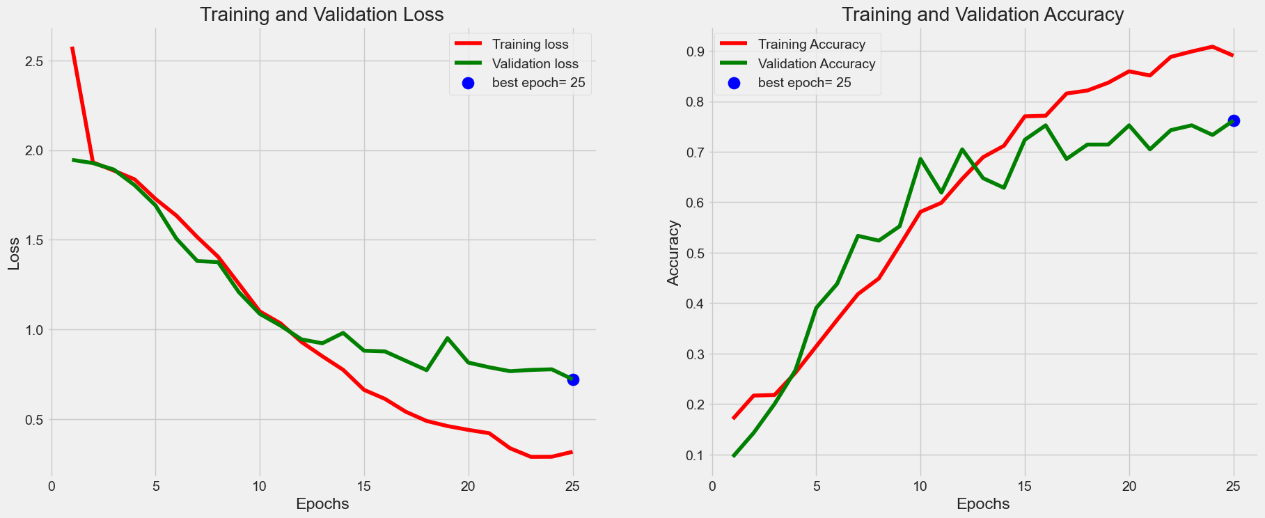 Training and Validation Loss
Training loss
Validation loss
best epoch= 25
2.5
2.0
1.5
1.0
0.5
Loss
0 5 10 15 20 25
Epochs
Training and Validation Accuracy
Training Accuracy
Validation Accuracy
best epoch= 25
0.9
0.8
0.7
0.6
0.5
0.4
0.3
0.2
0.1
Accuracy
0 5 10 15 20 25
Epochs